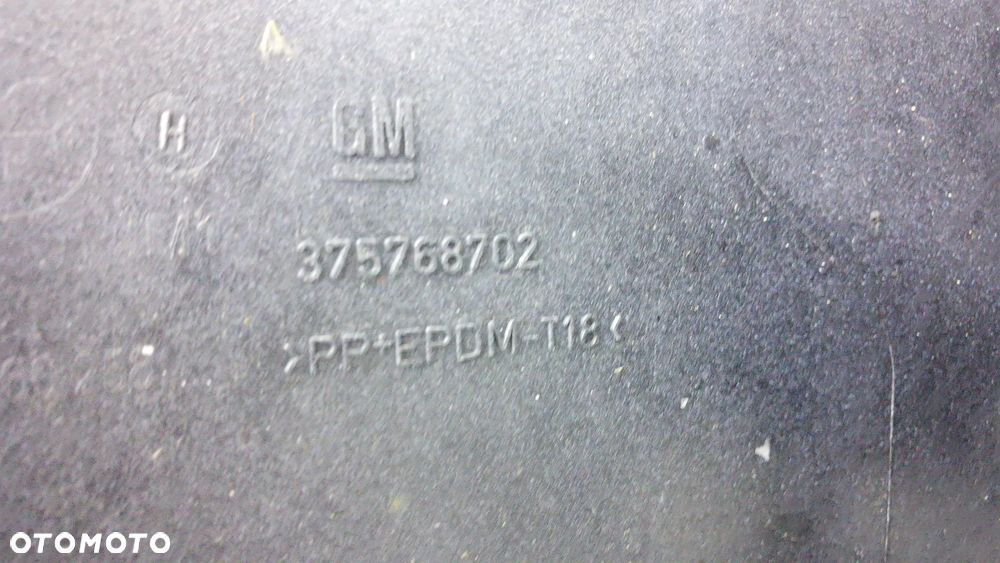 H
GM
375768702
>PP+EPDM-T18<
OTOMOTO